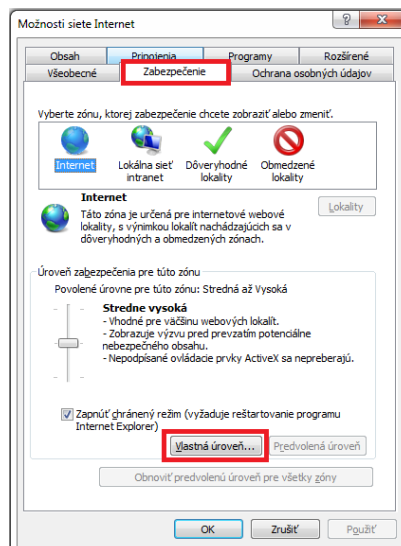 Možnosti siete Internet
Obsah
Pripojenia
Programy
Rozšírené
Všeobecné
Zabezpečenie
Ochrana osobných údajov
Vyberte zónu, ktorej zabezpečenie chcete zobraziť alebo zmeniť.
Internet
Lokálna sieť
intranet
Dôveryhodné
lokality
Obmedzené
lokality
Internet
Táto zóna je určená pre internetové webové
lokality, s výnimkou lokalít nachádzajúcich sa v
dôveryhodných a obmedzených zónach.
Lokality
Úroveň zabezpečenia pre túto zónu
Povolené úrovne pre túto zónu: Stredná až Vysoká
Stredne vysoká
- Vhodné pre väčšinu webových lokalít.
- Zobrazuje výzvu pred prevzatím potenciálne
nebezpečného obsahu.
- Nepodpísané ovládacie prvky ActiveX sa nepreberajú.
Zapnúť chránený režim (vyžaduje reštartovanie programu
Internet Explorer)
Vlastná úroveň...
Predvolená úroveň
Obnoviť predvolenú úroveň pre všetky zóny
OK
Zrušiť
Použiť